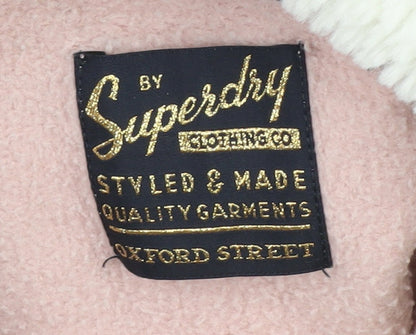 BY
Superdry
CLOTHING CO
STYLED & MADE
QUALITY GARMENTS
OXFORD STREET